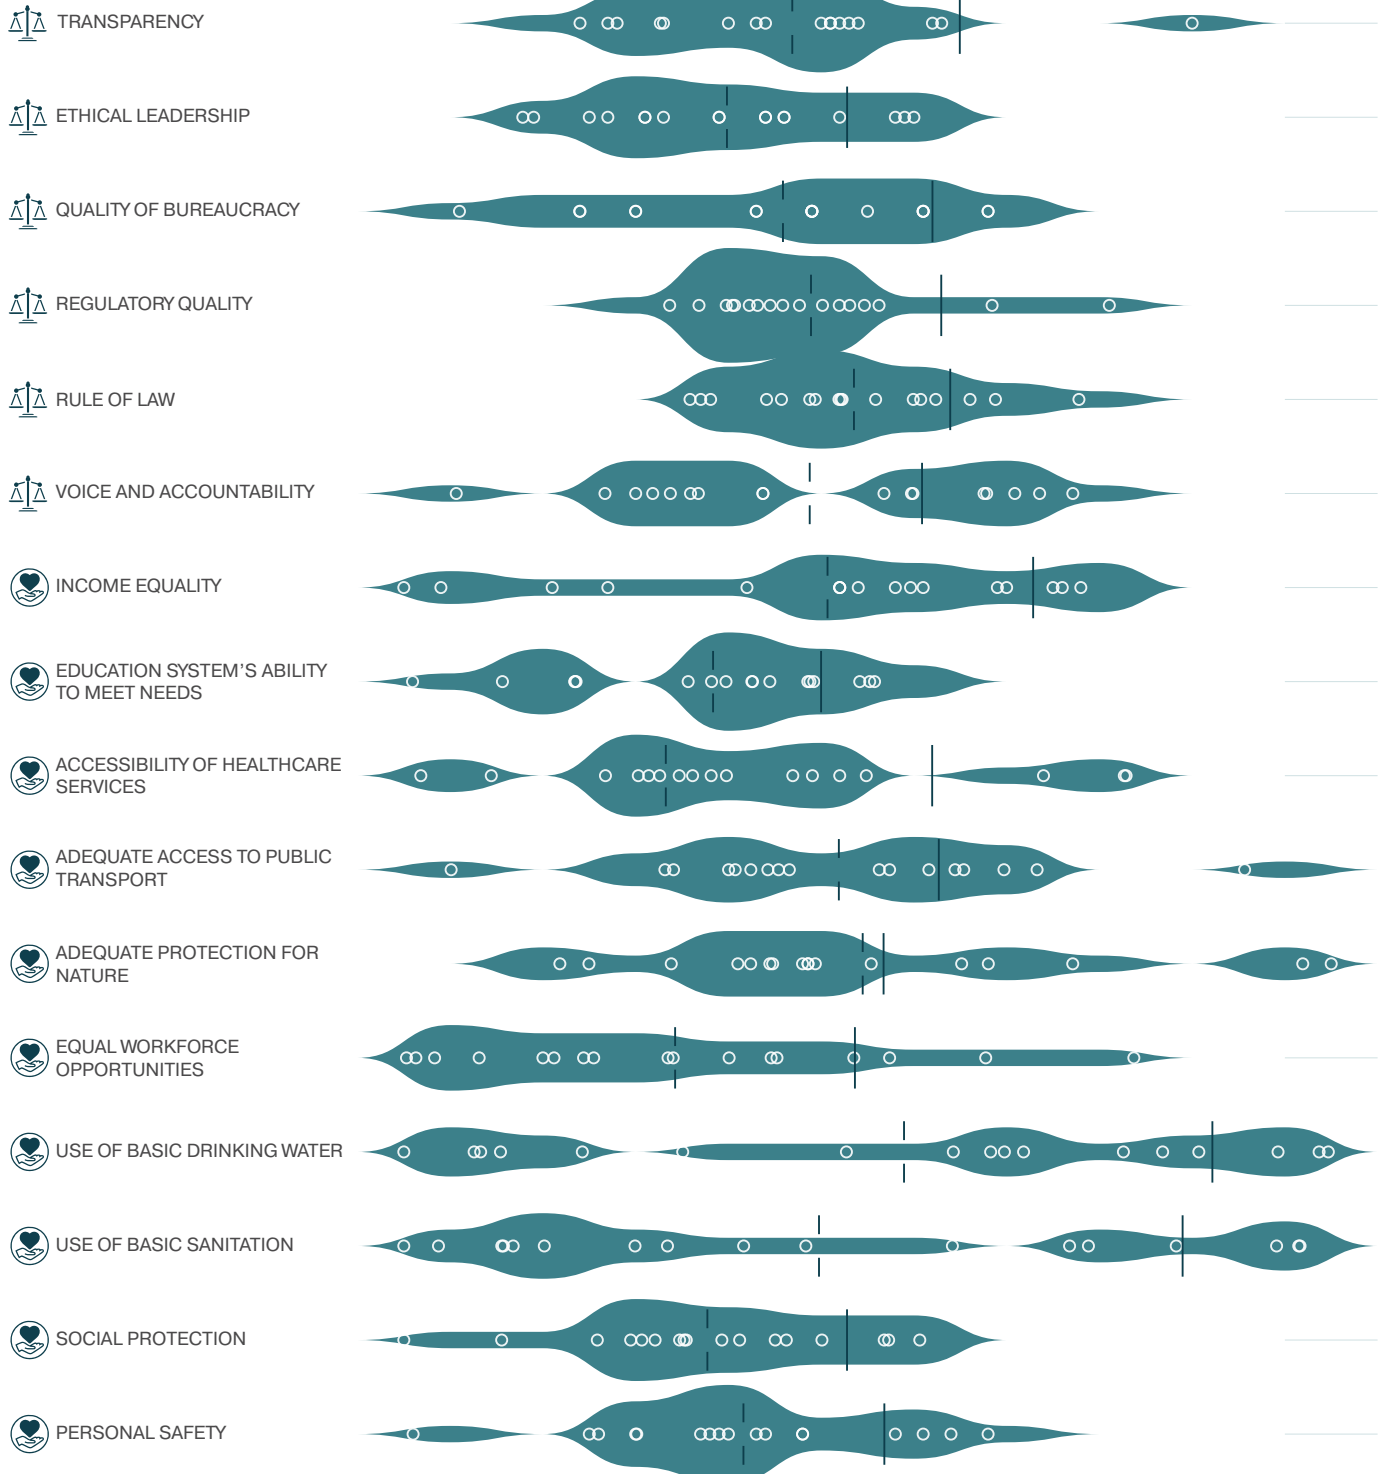 TRANSPARENCY
ETHICAL LEADERSHIP
QUALITY OF BUREAUCRACY
REGULATORY QUALITY
RULE OF LAW
VOICE AND ACCOUNTABILITY
INCOME EQUALITY
EDUCATION SYSTEM’S ABILITY
TO MEET NEEDS
ACCESSIBILITY OF HEALTHCARE
SERVICES
ADEQUATE ACCESS TO PUBLIC
TRANSPORT
ADEQUATE PROTECTION FOR
NATURE
EQUAL WORKFORCE
OPPORTUNITIES
USE OF BASIC DRINKING WATER
USE OF BASIC SANITATION
SOCIAL PROTECTION
PERSONAL SAFETY